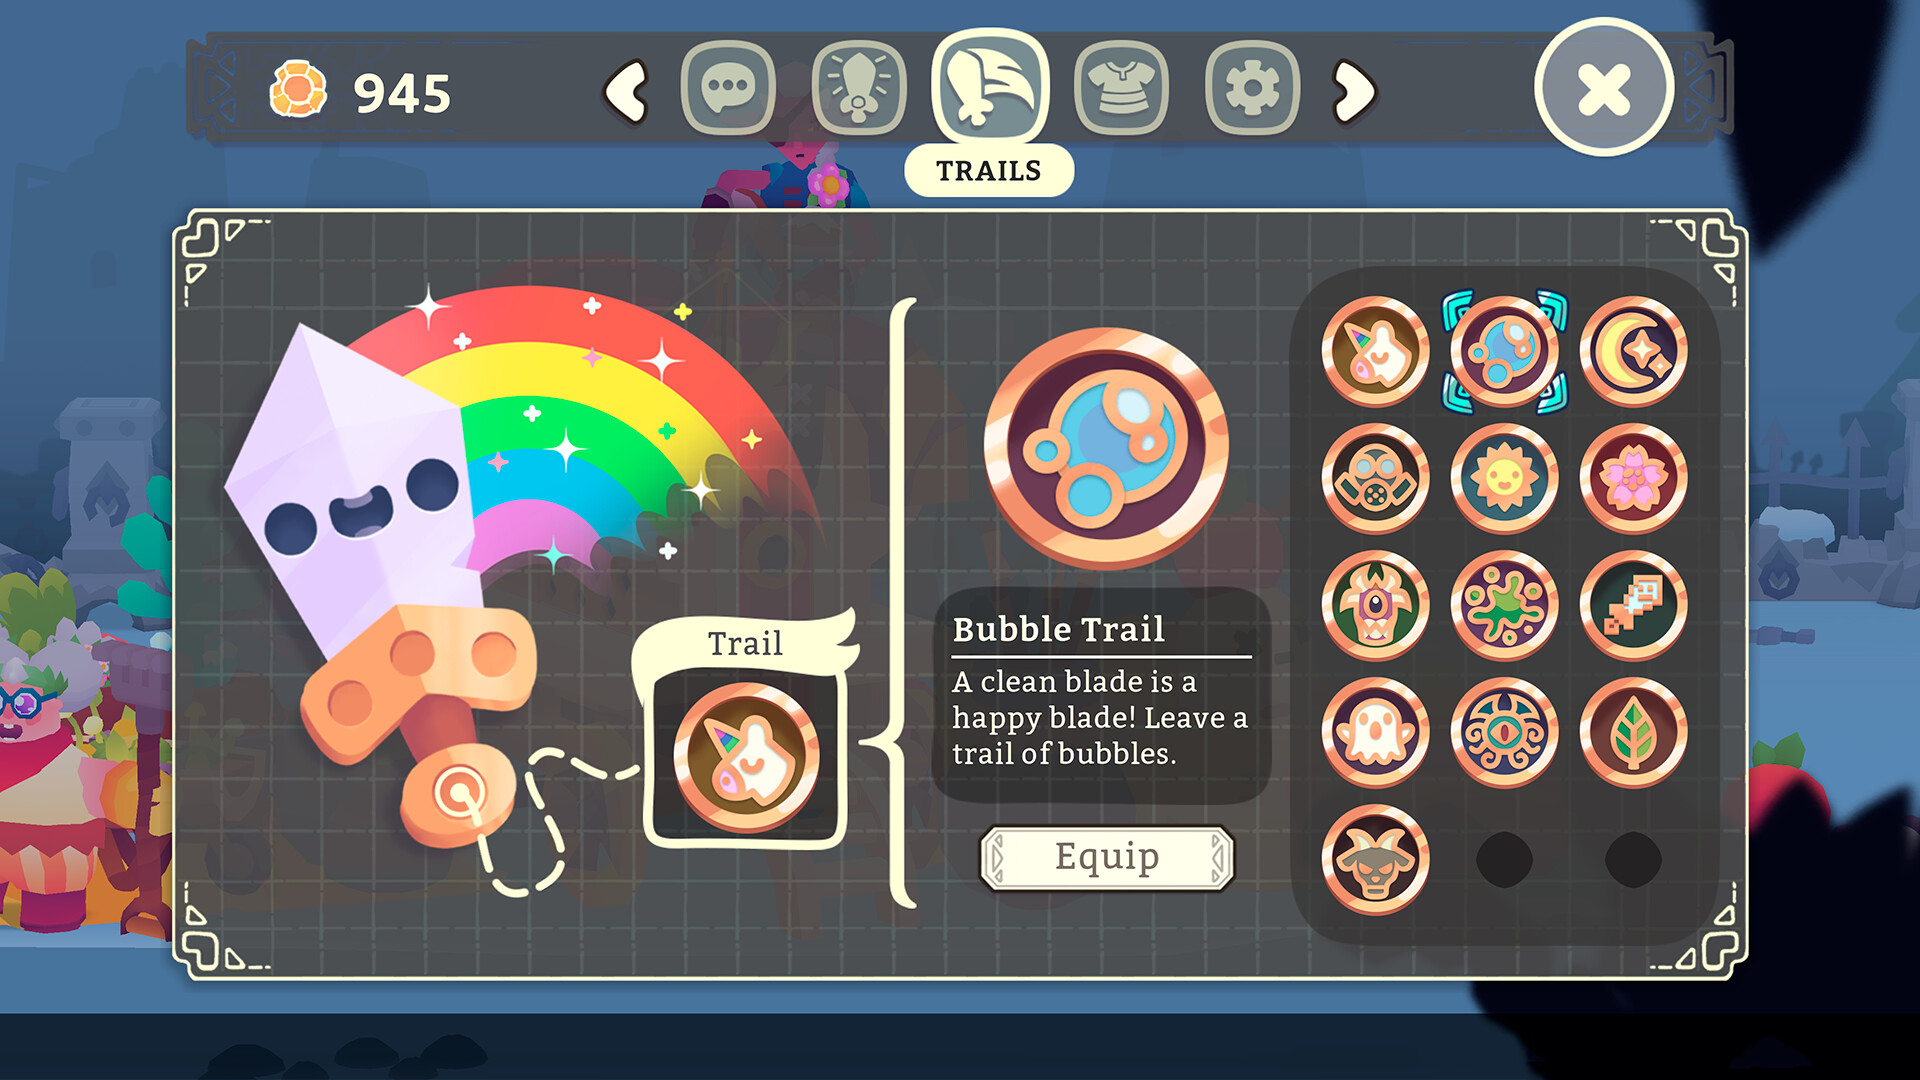 945
TRAILS
Trail
Bubble Trail
A clean blade is a
happy blade! Leave a
trail of bubbles.
Equip